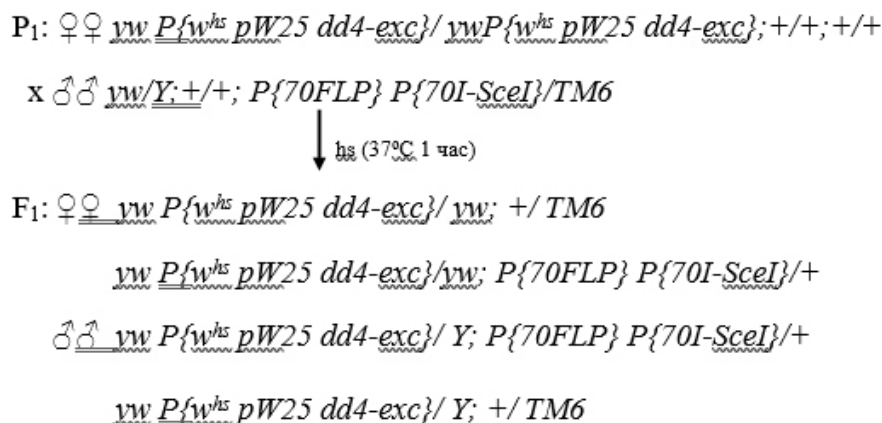 P₁: ♀♀ yw P{wʰˢ pW25 dd4-exc}/ ywP{wʰˢ pW25 dd4-exc};+/+;+/+
x ♂♂ yw/Y;+/+; P{70FLP} P{70I-SceI}/TM6
hs (37⁰C 1 час)
F₁: ♀♀ yw P{wʰˢ pW25 dd4-exc}/ yw; +/ TM6
yw P{wʰˢ pW25 dd4-exc}/yw; P{70FLP} P{70I-SceI}/+
♂♂ yw P{wʰˢ pW25 dd4-exc}/ Y; P{70FLP} P{70I-SceI}/+
yw P{wʰˢ pW25 dd4-exc}/ Y; +/ TM6